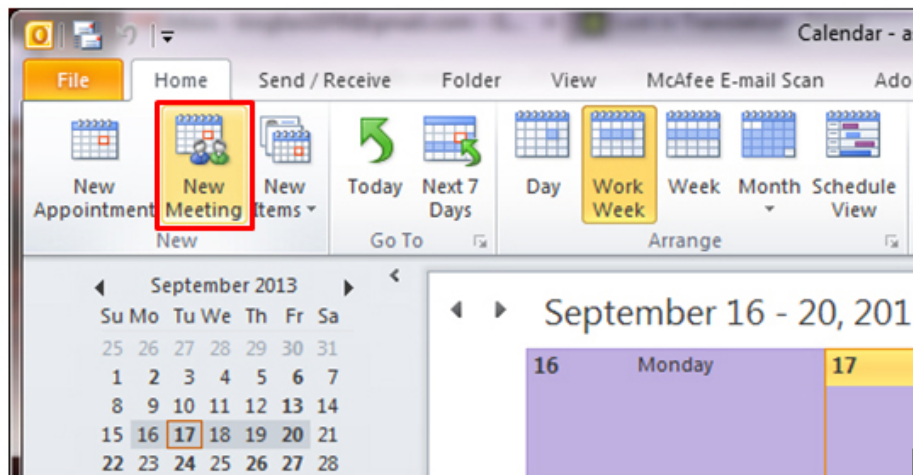 Calendar - a
File Home Send / Receive Folder View McAfee E-mail Scan Ado
New Appointment New Meeting New Items Today Next 7 Days Day Work Week Week Month Schedule View
New Go To Arrange
September 2013
Su Mo Tu We Th Fr Sa
25 26 27 28 29 30 31
1 2 3 4 5 6 7
8 9 10 11 12 13 14
15 16 17 18 19 20 21
22 23 24 25 26 27 28
September 16 - 20, 201
16 Monday 17